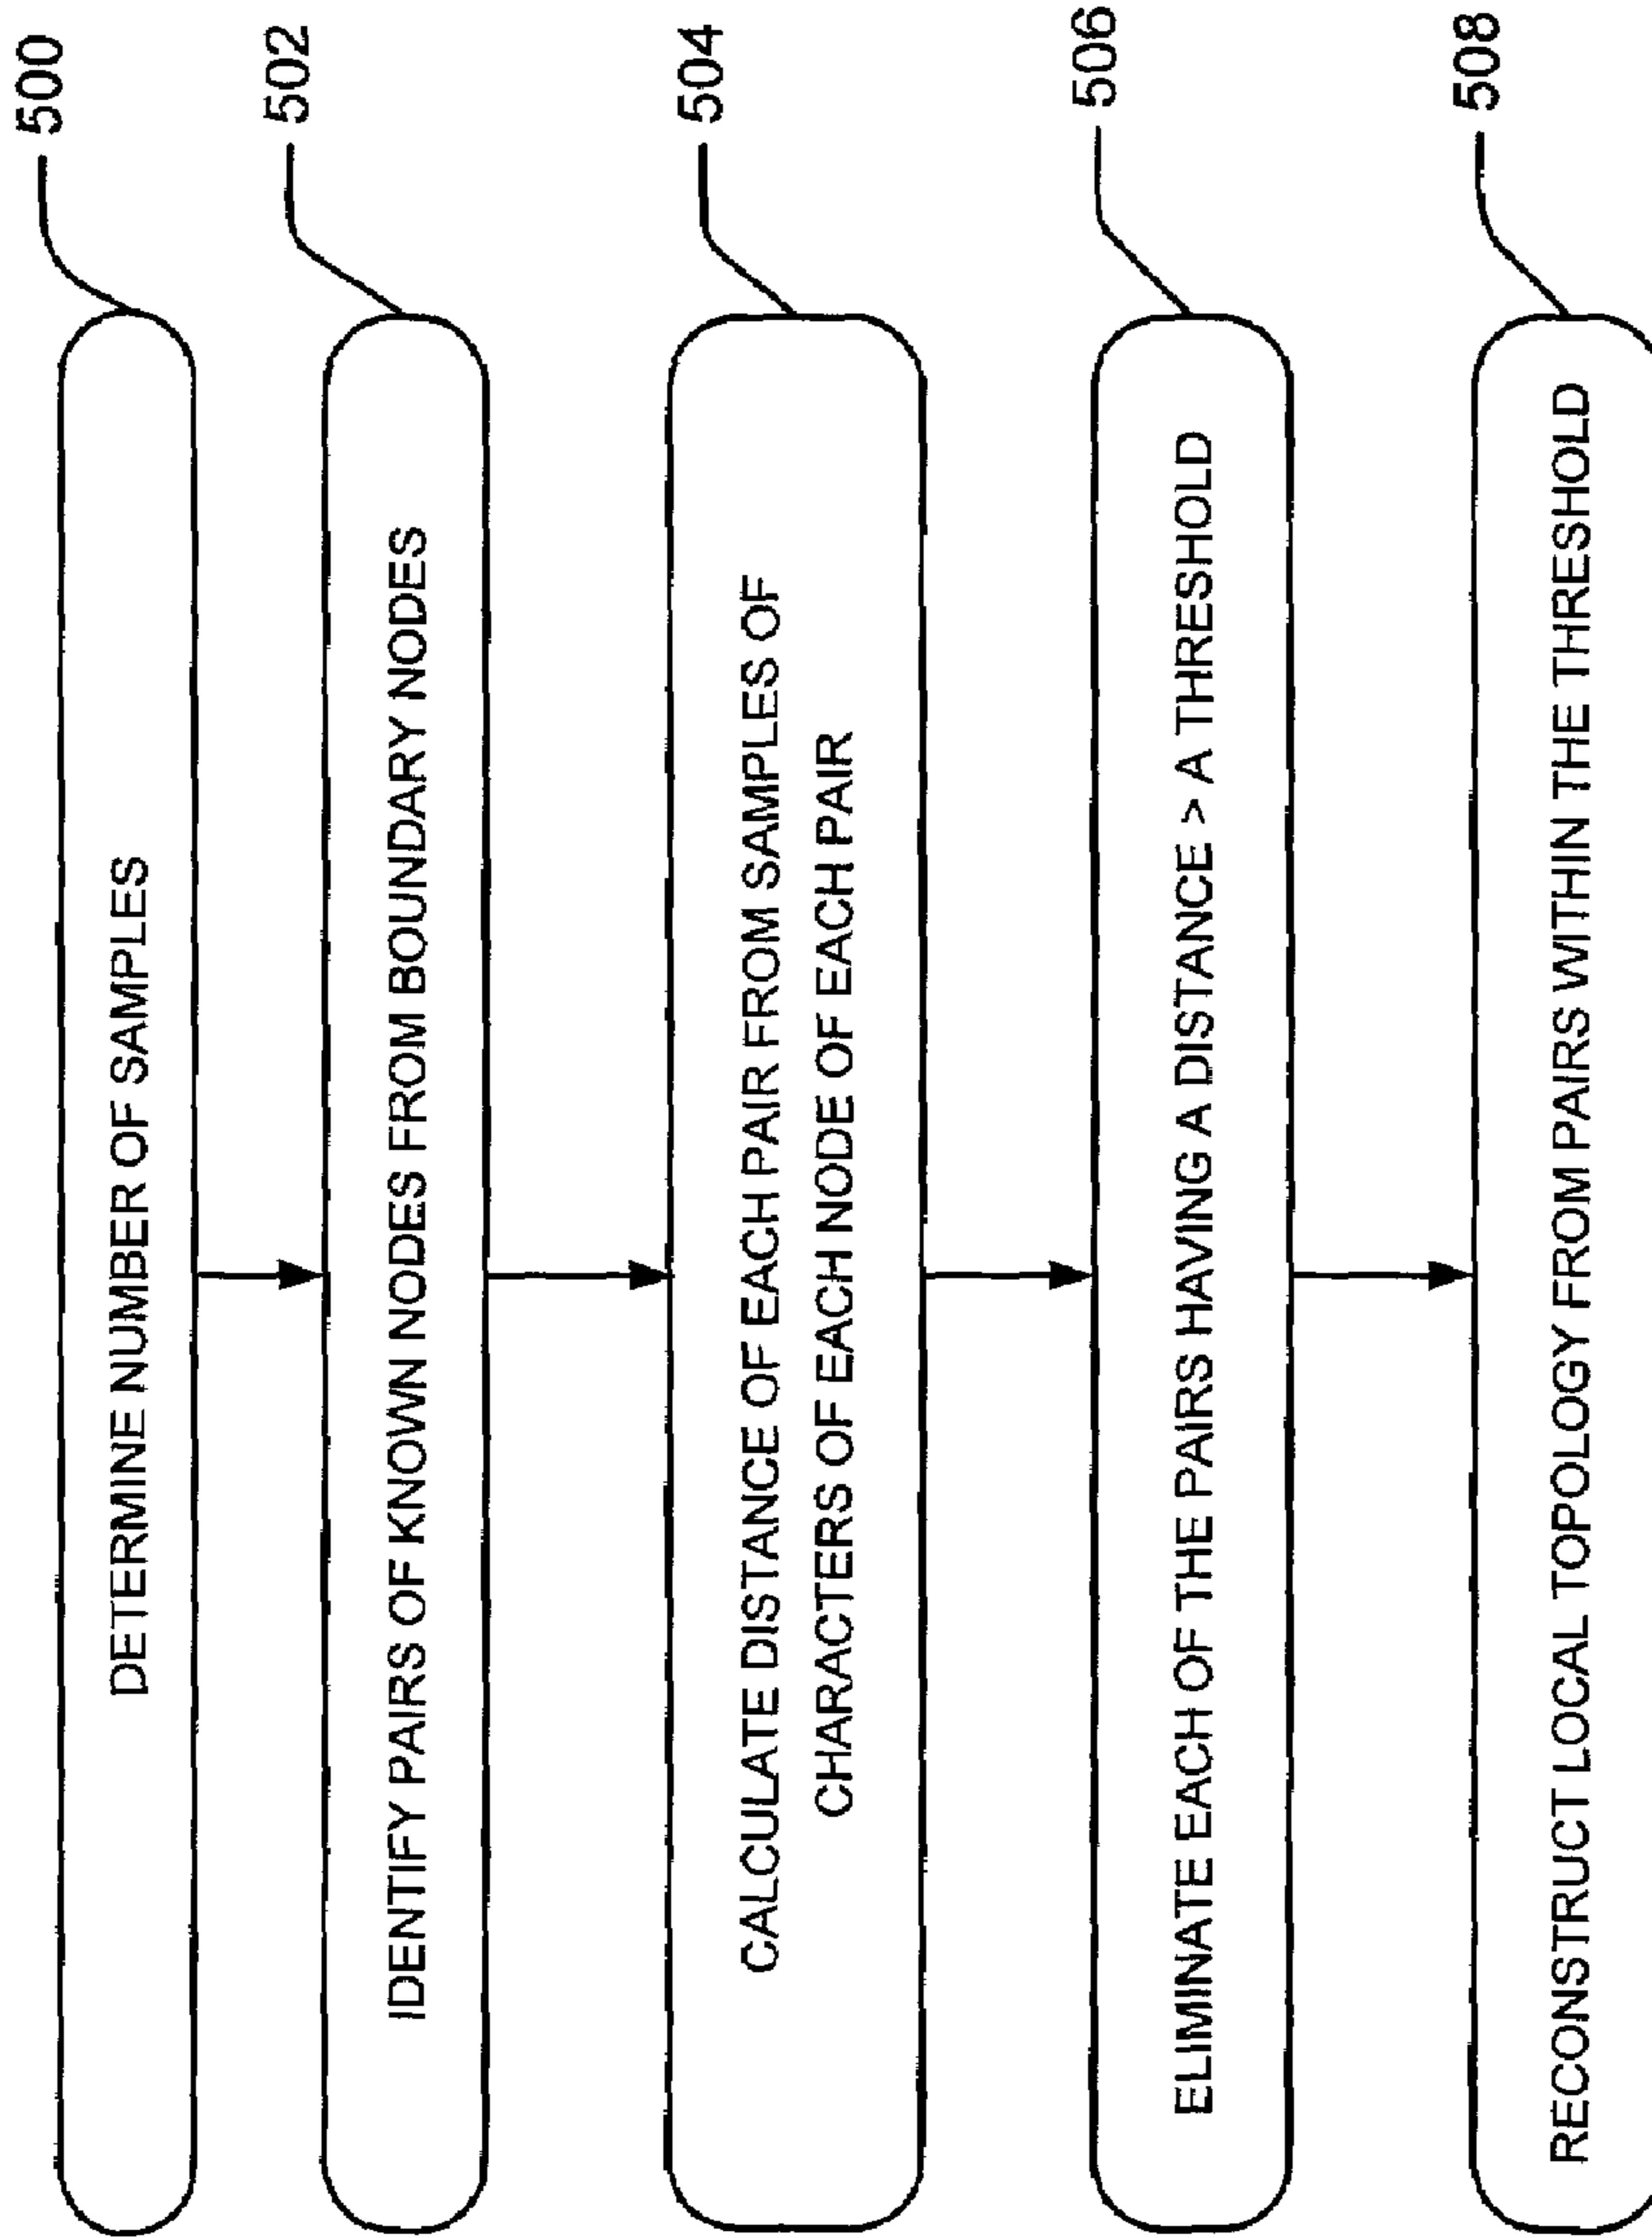 500
DETERMINE NUMBER OF SAMPLES
502
IDENTIFY PAIRS OF KNOWN NODES FROM BOUNDARY NODES
504
CALCULATE DISTANCE OF EACH PAIR FROM SAMPLES OF
CHARACTERS OF EACH NODE OF EACH PAIR
506
ELIMINATE EACH OF THE PAIRS HAVING A DISTANCE > A THRESHOLD
508
RECONSTRUCT LOCAL TOPOLOGY FROM PAIRS WITHIN THE THRESHOLD